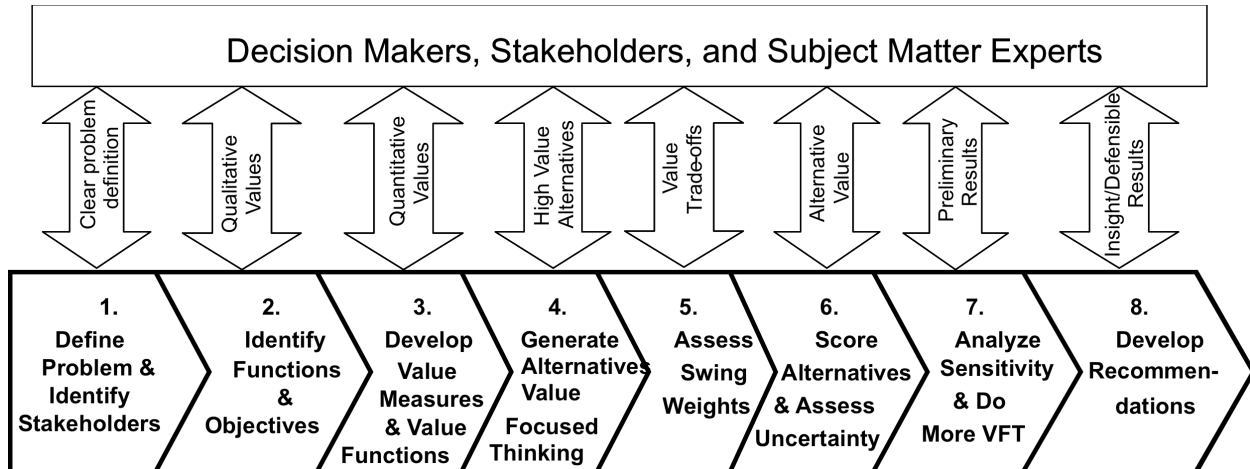 Decision Makers, Stakeholders, and Subject Matter Experts
Clear problem
definition
Qualitative
Values
Quantitative
Values
High Value
Alternatives
Value
Trade-offs
Alternative
Value
Preliminary
Results
Insight/Defensible
Results
1.
Define
Problem &
Identify
Stakeholders
2.
Identify
Functions
&
Objectives
3.
Develop
Value
Measures
& Value
Functions
4.
Generate
Alternatives
Value
Focused
Thinking
5.
Assess
Swing
Weights
6.
Score
Alternatives
& Assess
Uncertainty
7.
Analyze
Sensitivity
& Do
More VFT
8.
Develop
Recommen-
dations